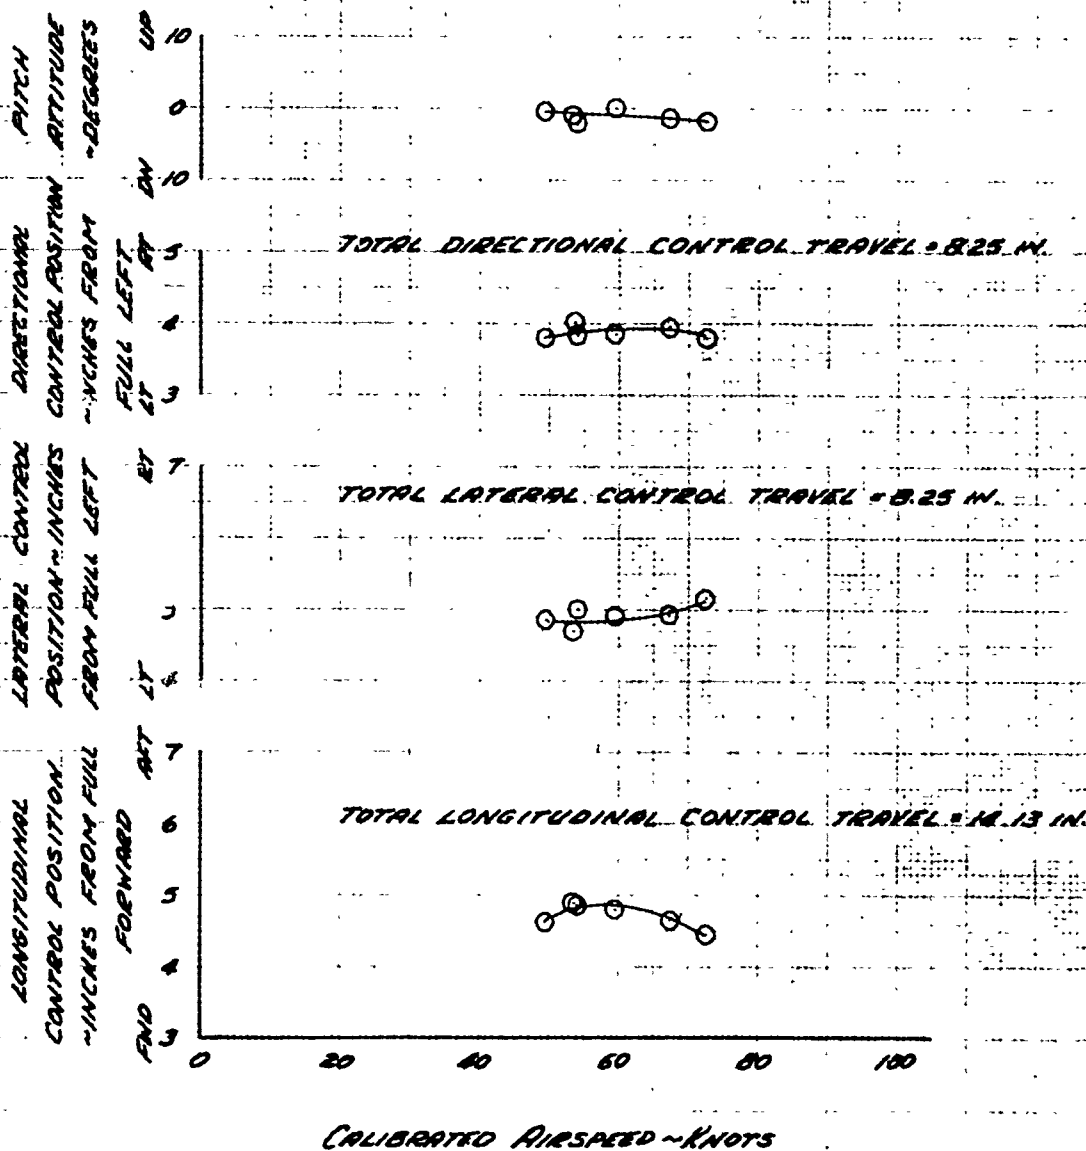 PITCH
ATTITUDE
~DEGREES
UP
10
0
10
DN
DIRECTIONAL
CONTROL POSITION
~INCHES FROM
FULL LEFT
RT
5
4
3
LT
TOTAL DIRECTIONAL CONTROL TRAVEL = 8.25 IN.
LATERAL CONTROL
POSITION~INCHES
FROM FULL LEFT
RT
7
LT
TOTAL LATERAL CONTROL TRAVEL = 8.25 IN.
LONGITUDINAL
CONTROL POSITION
~INCHES FROM FULL
FORWARD
AFT
7
6
5
4
3
FWD
TOTAL LONGITUDINAL CONTROL TRAVEL = 14.13 IN.
0 20 40 60 80 100
CALIBRATED AIRSPEED ~ KNOTS